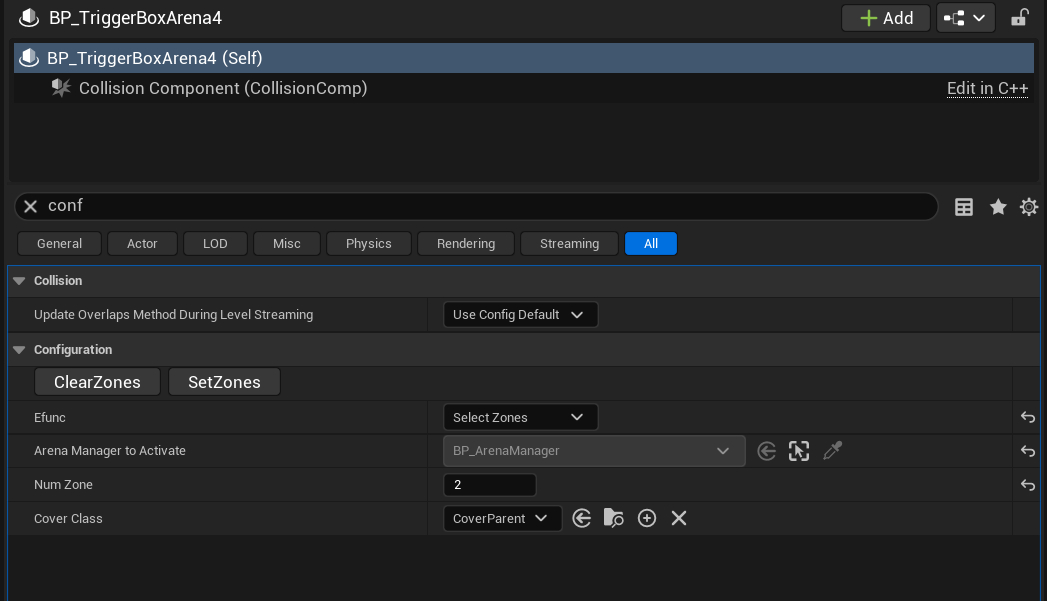 BP_TriggerBoxArena4
Add
BP_TriggerBoxArena4 (Self)
Collision Component (CollisionComp) Edit in C++
conf
General Actor LOD Misc Physics Rendering Streaming All
Collision
Update Overlaps Method During Level Streaming Use Config Default
Configuration
ClearZones SetZones
Efunc Select Zones
Arena Manager to Activate BP_ArenaManager
Num Zone 2
Cover Class CoverParent